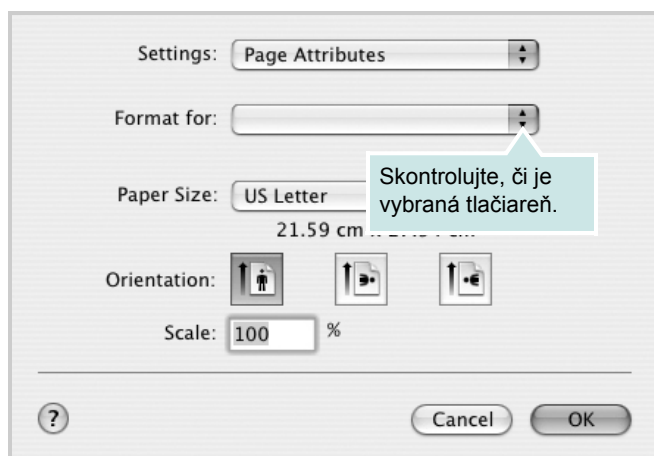 Settings: Page Attributes
Format for:
Skontrolujte, či je
vybraná tlačiareň.
Paper Size: US Letter
21.59 cm x
Orientation:
Scale: 100 %
? Cancel OK